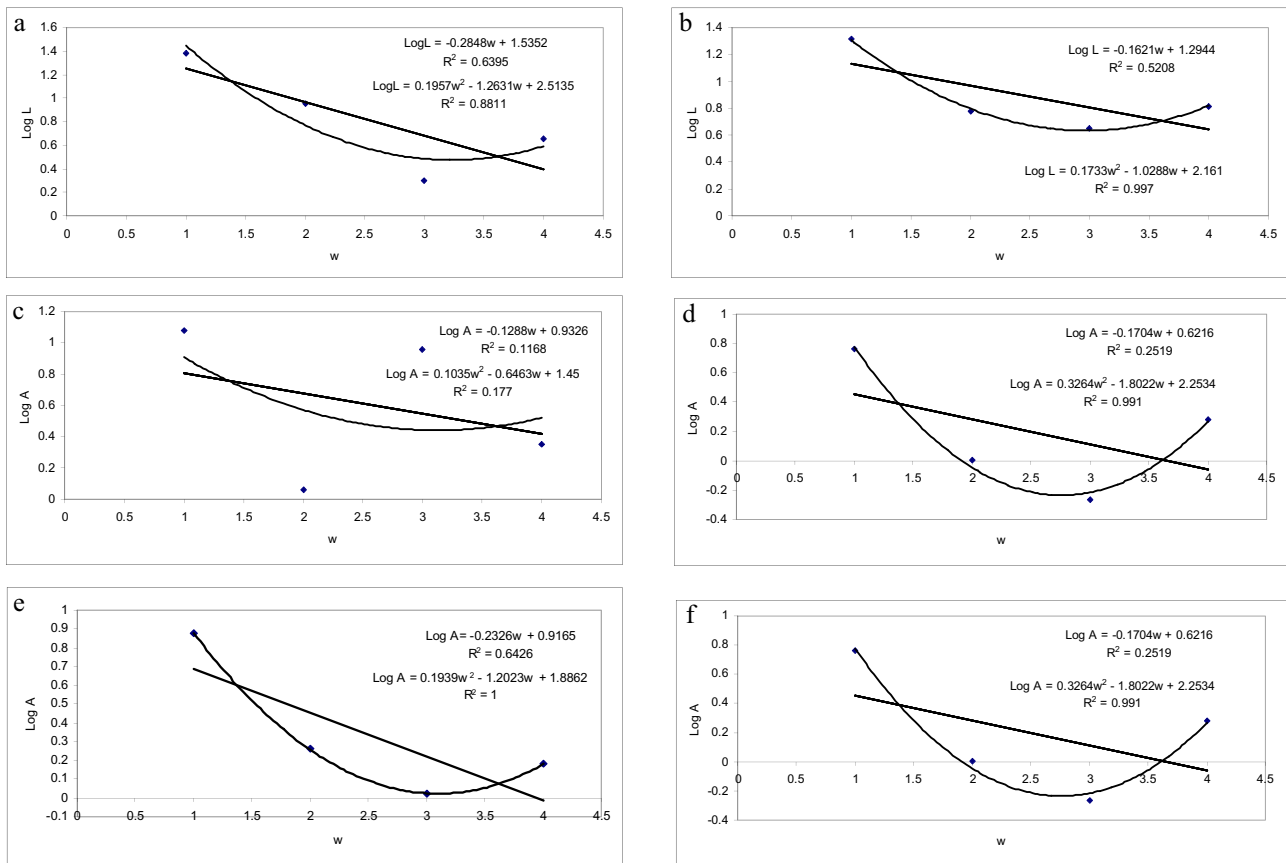 a
1.6
1.4
1.2
1
0.8
0.6
0.4
0.2
0
Log L
LogL = -0.2848w + 1.5352
R² = 0.6395
LogL = 0.1957w² - 1.2631w + 2.5135
R² = 0.8811
0 0.5 1 1.5 2 2.5 3 3.5 4 4.5
w
b
1.4
1.2
1
0.8
0.6
0.4
0.2
0
Log L
Log L = -0.1621w + 1.2944
R² = 0.5208
Log L = 0.1733w² - 1.0288w + 2.161
R² = 0.997
0 0.5 1 1.5 2 2.5 3 3.5 4 4.5
w
c
1.2
1
0.8
0.6
0.4
0.2
0
Log A
Log A = -0.1288w + 0.9326
R² = 0.1168
Log A = 0.1035w² - 0.6463w + 1.45
R² = 0.177
0 0.5 1 1.5 2 2.5 3 3.5 4 4.5
w
d
1
0.8
0.6
0.4
0.2
0
-0.2
-0.4
Log A
Log A = -0.1704w + 0.6216
R² = 0.2519
Log A = 0.3264w² - 1.8022w + 2.2534
R² = 0.991
0 0.5 1 1.5 2 2.5 3 3.5 4 4.5
w
e
1
0.9
0.8
0.7
0.6
0.5
0.4
0.3
0.2
0.1
0
-0.1
Log A
Log A = -0.2326w + 0.9165
R² = 0.6426
Log A = 0.1939w² - 1.2023w + 1.8862
R² = 1
0 0.5 1 1.5 2 2.5 3 3.5 4 4.5
w
f
1
0.8
0.6
0.4
0.2
0
-0.2
-0.4
Log A
Log A = -0.1704w + 0.6216
R² = 0.2519
Log A = 0.3264w² - 1.8022w + 2.2534
R² = 0.991
0 0.5 1 1.5 2 2.5 3 3.5 4 4.5
w